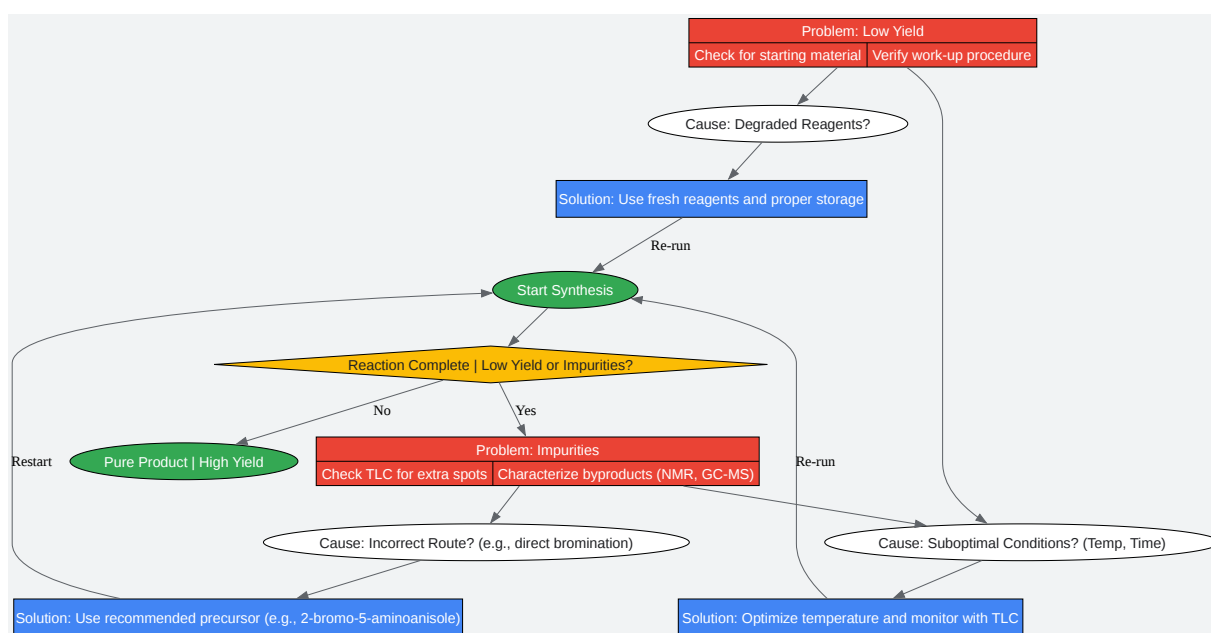 Problem: Low Yield
Check for starting material
Verify work-up procedure
Cause: Degraded Reagents?
Solution: Use fresh reagents and proper storage
Re-run
Start Synthesis
Reaction Complete | Low Yield or Impurities?
No
Yes
Problem: Impurities
Check TLC for extra spots
Characterize byproducts (NMR, GC-MS)
Pure Product | High Yield
Restart
Re-run
Cause: Incorrect Route? (e.g., direct bromination)
Cause: Suboptimal Conditions? (Temp, Time)
Solution: Use recommended precursor (e.g., 2-bromo-5-aminoanisole)
Solution: Optimize temperature and monitor with TLC